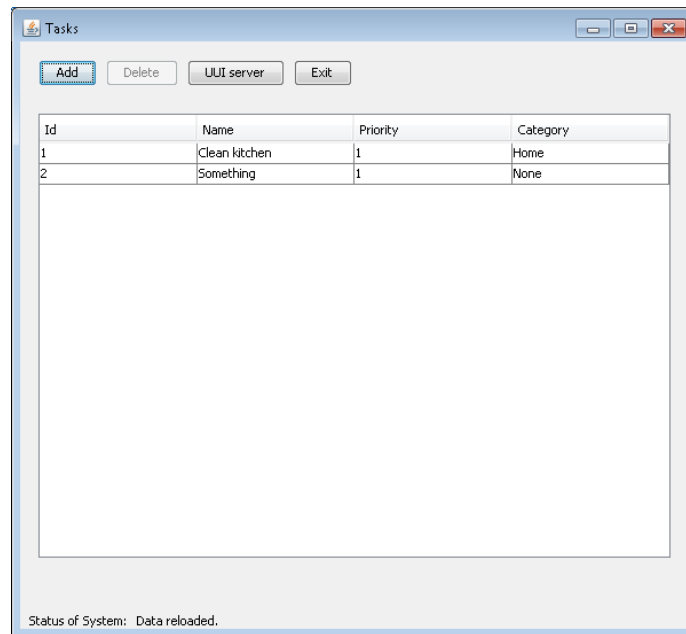 Tasks
Add Delete UUI server Exit
Id Name Priority Category
1 Clean kitchen 1 Home
2 Something 1 None
Status of System: Data reloaded.